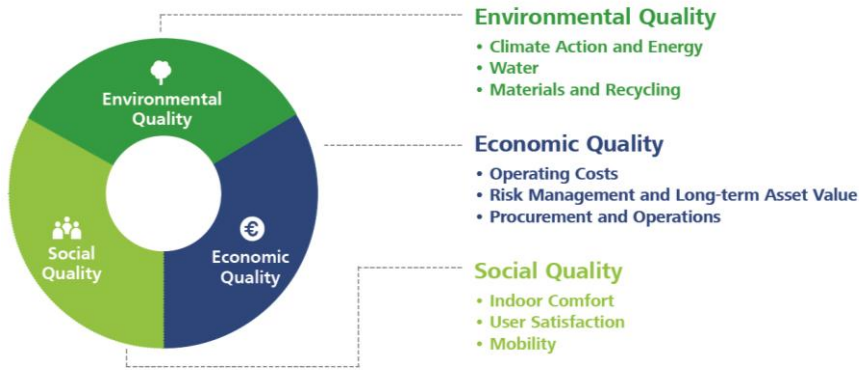 Environmental
Quality
Social
Quality
€
Economic
Quality
Environmental Quality
• Climate Action and Energy
• Water
• Materials and Recycling
Economic Quality
• Operating Costs
• Risk Management and Long-term Asset Value
• Procurement and Operations
Social Quality
• Indoor Comfort
• User Satisfaction
• Mobility